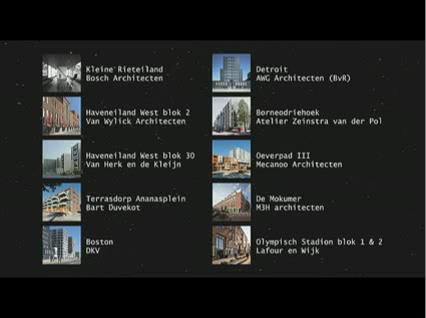 Kleine Rieteiland
Bosch Architecten
Haveneiland West blok 2
Van Wylick Architecten
Haveneiland West blok 30
Van Herk en de Kleijn
Terrasdorp Ananasplein
Bart Duvekot
Boston
DKV
Detroit
AWG Architecten (BvR)
Borneodriehoek
Atelier Zeinstra van der Pol
Oeverpad III
Mecanoo Architecten
De Mokumer
M3H architecten
Olympisch Stadion blok 1 & 2
Lafour en Wijk